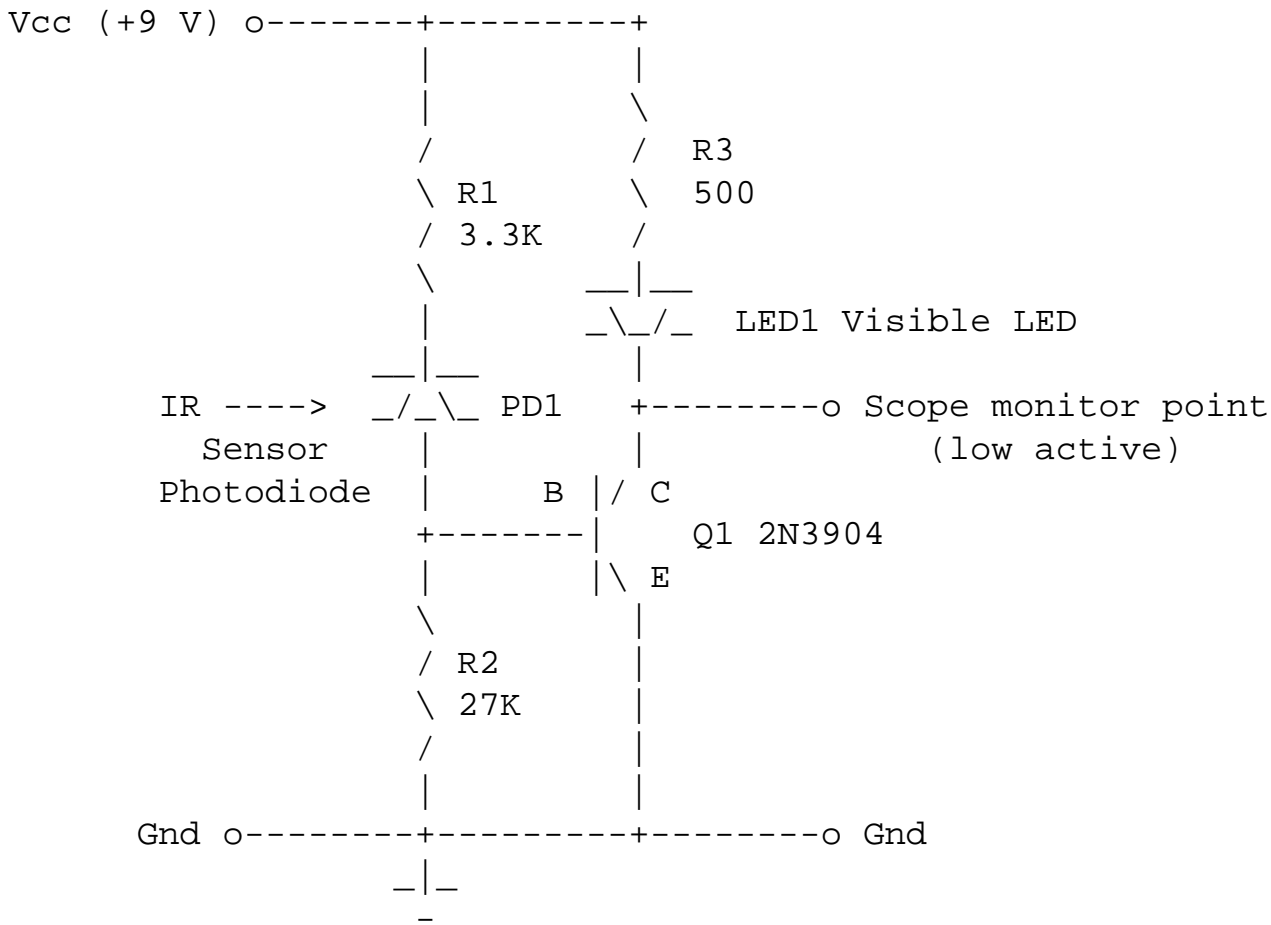 Vcc (+9 V)
R3
R1 500
3.3K
LED1 Visible LED
IR ----> PD1 Scope monitor point
Sensor (low active)
Photodiode B C
Q1 2N3904
E
R2
27K
Gnd Gnd